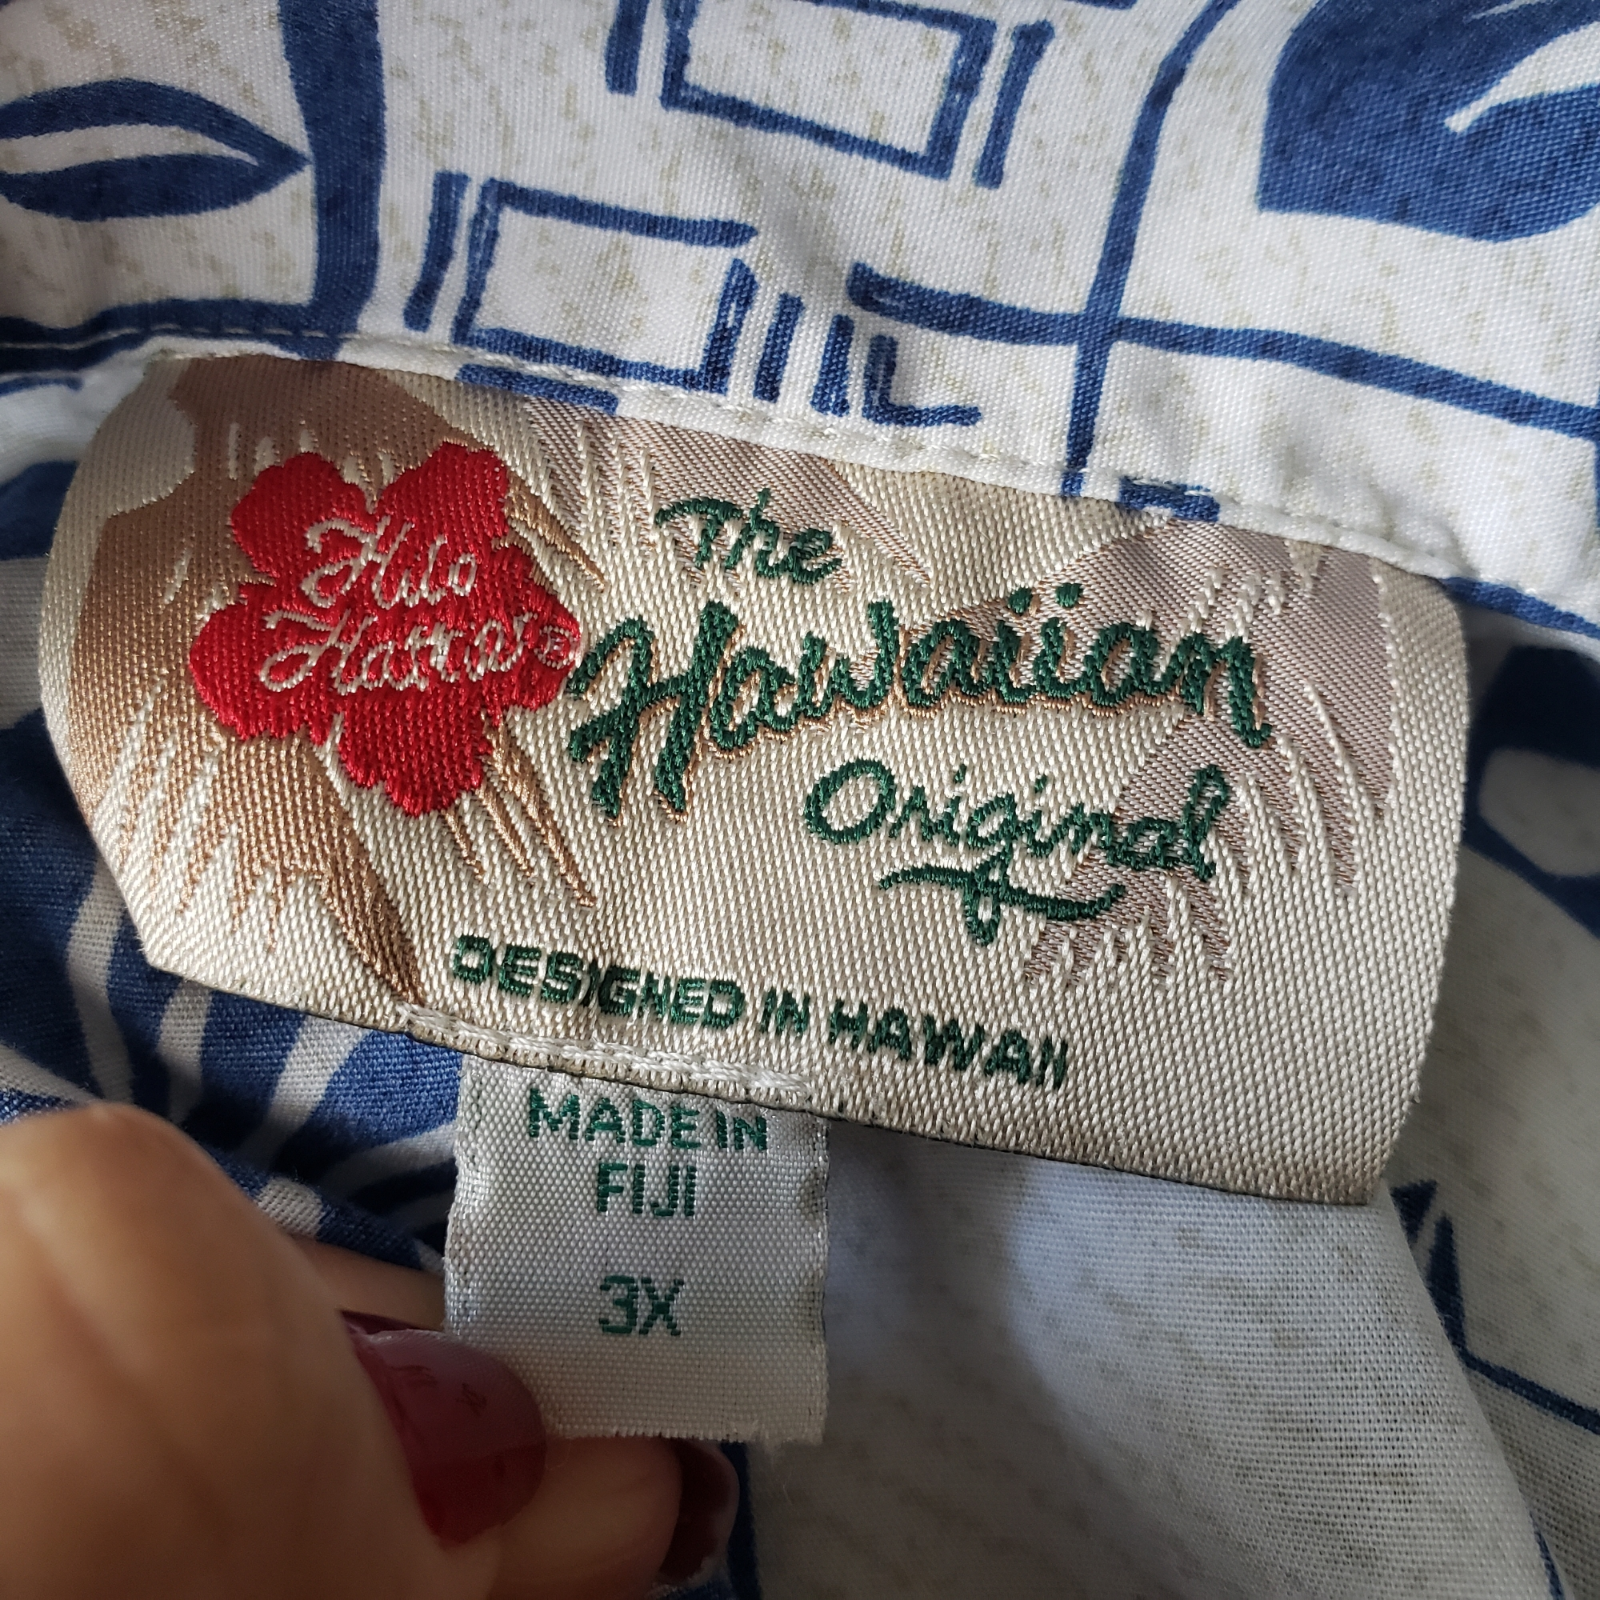 Hilo
Hattie®
The
Hawaiian
Original
DESIGNED IN HAWAII
MADE IN
FIJI
3X